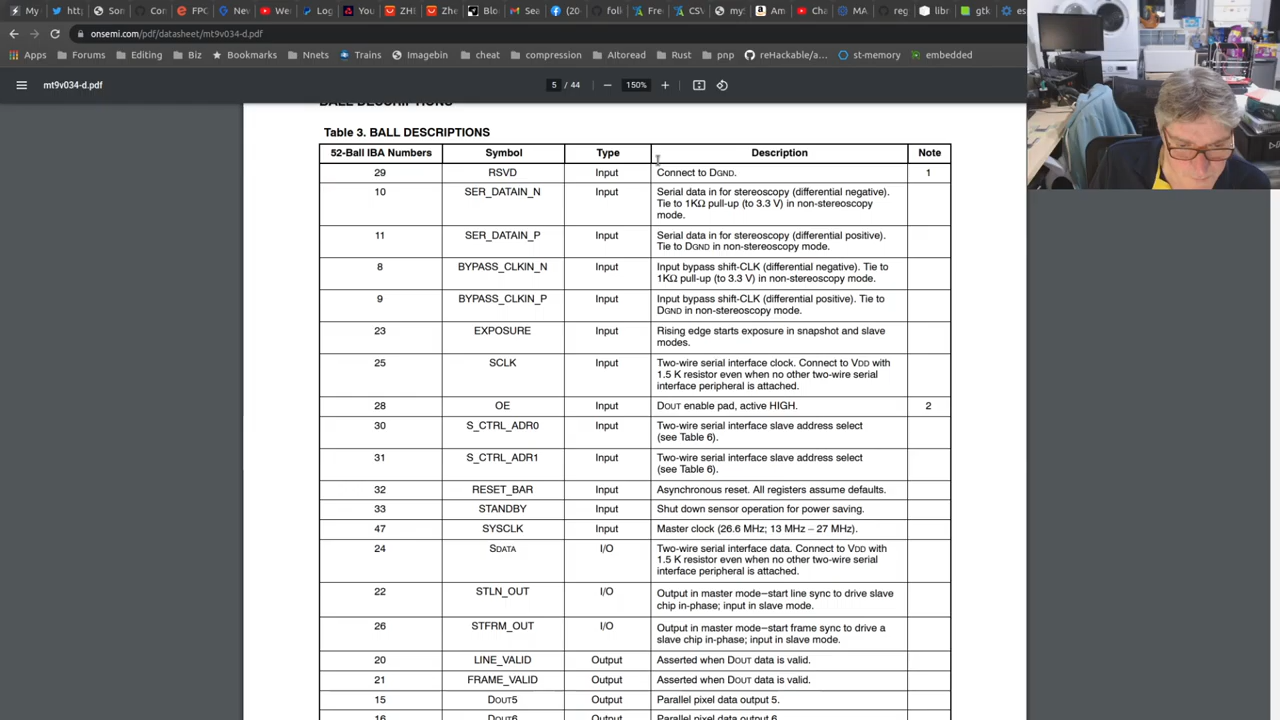 onsemi.com/pdf/datasheet/mt9v034-d.pdf
Apps Forums Editing Biz Bookmarks Nnets Trains Imagebin cheat compression Altoread Rust pnp reHackable/a... st-memory embedded
mt9v034-d.pdf 5 / 44 150%
BALL DESCRIPTIONS
Table 3. BALL DESCRIPTIONS
52-Ball IBA Numbers Symbol Type Description Note
29 RSVD Input Connect to DGND. 1
10 SER_DATAIN_N Input Serial data in for stereoscopy (differential negative).
Tie to 1KΩ pull-up (to 3.3 V) in non-stereoscopy
mode.
11 SER_DATAIN_P Input Serial data in for stereoscopy (differential positive).
Tie to DGND in non-stereoscopy mode.
8 BYPASS_CLKIN_N Input Input bypass shift-CLK (differential negative). Tie to
1KΩ pull-up (to 3.3 V) in non-stereoscopy mode.
9 BYPASS_CLKIN_P Input Input bypass shift-CLK (differential positive). Tie to
DGND in non-stereoscopy mode.
23 EXPOSURE Input Rising edge starts exposure in snapshot and slave
modes.
25 SCLK Input Two-wire serial interface clock. Connect to VDD with
1.5 K resistor even when no other two-wire serial
interface peripheral is attached.
28 OE Input DOUT enable pad, active HIGH. 2
30 S_CTRL_ADR0 Input Two-wire serial interface slave address select
(see Table 6).
31 S_CTRL_ADR1 Input Two-wire serial interface slave address select
(see Table 6).
32 RESET_BAR Input Asynchronous reset. All registers assume defaults.
33 STANDBY Input Shut down sensor operation for power saving.
47 SYSCLK Input Master clock (26.6 MHz; 13 MHz – 27 MHz).
24 SDATA I/O Two-wire serial interface data. Connect to VDD with
1.5 K resistor even when no other two-wire serial
interface peripheral is attached.
22 STLN_OUT I/O Output in master mode−start line sync to drive slave
chip in-phase; input in slave mode.
26 STFRM_OUT I/O Output in master mode−start frame sync to drive a
slave chip in-phase; input in slave mode.
20 LINE_VALID Output Asserted when DOUT data is valid.
21 FRAME_VALID Output Asserted when DOUT data is valid.
15 DOUT5 Output Parallel pixel data output 5.
16 DOUT6 Output Parallel pixel data output 6.